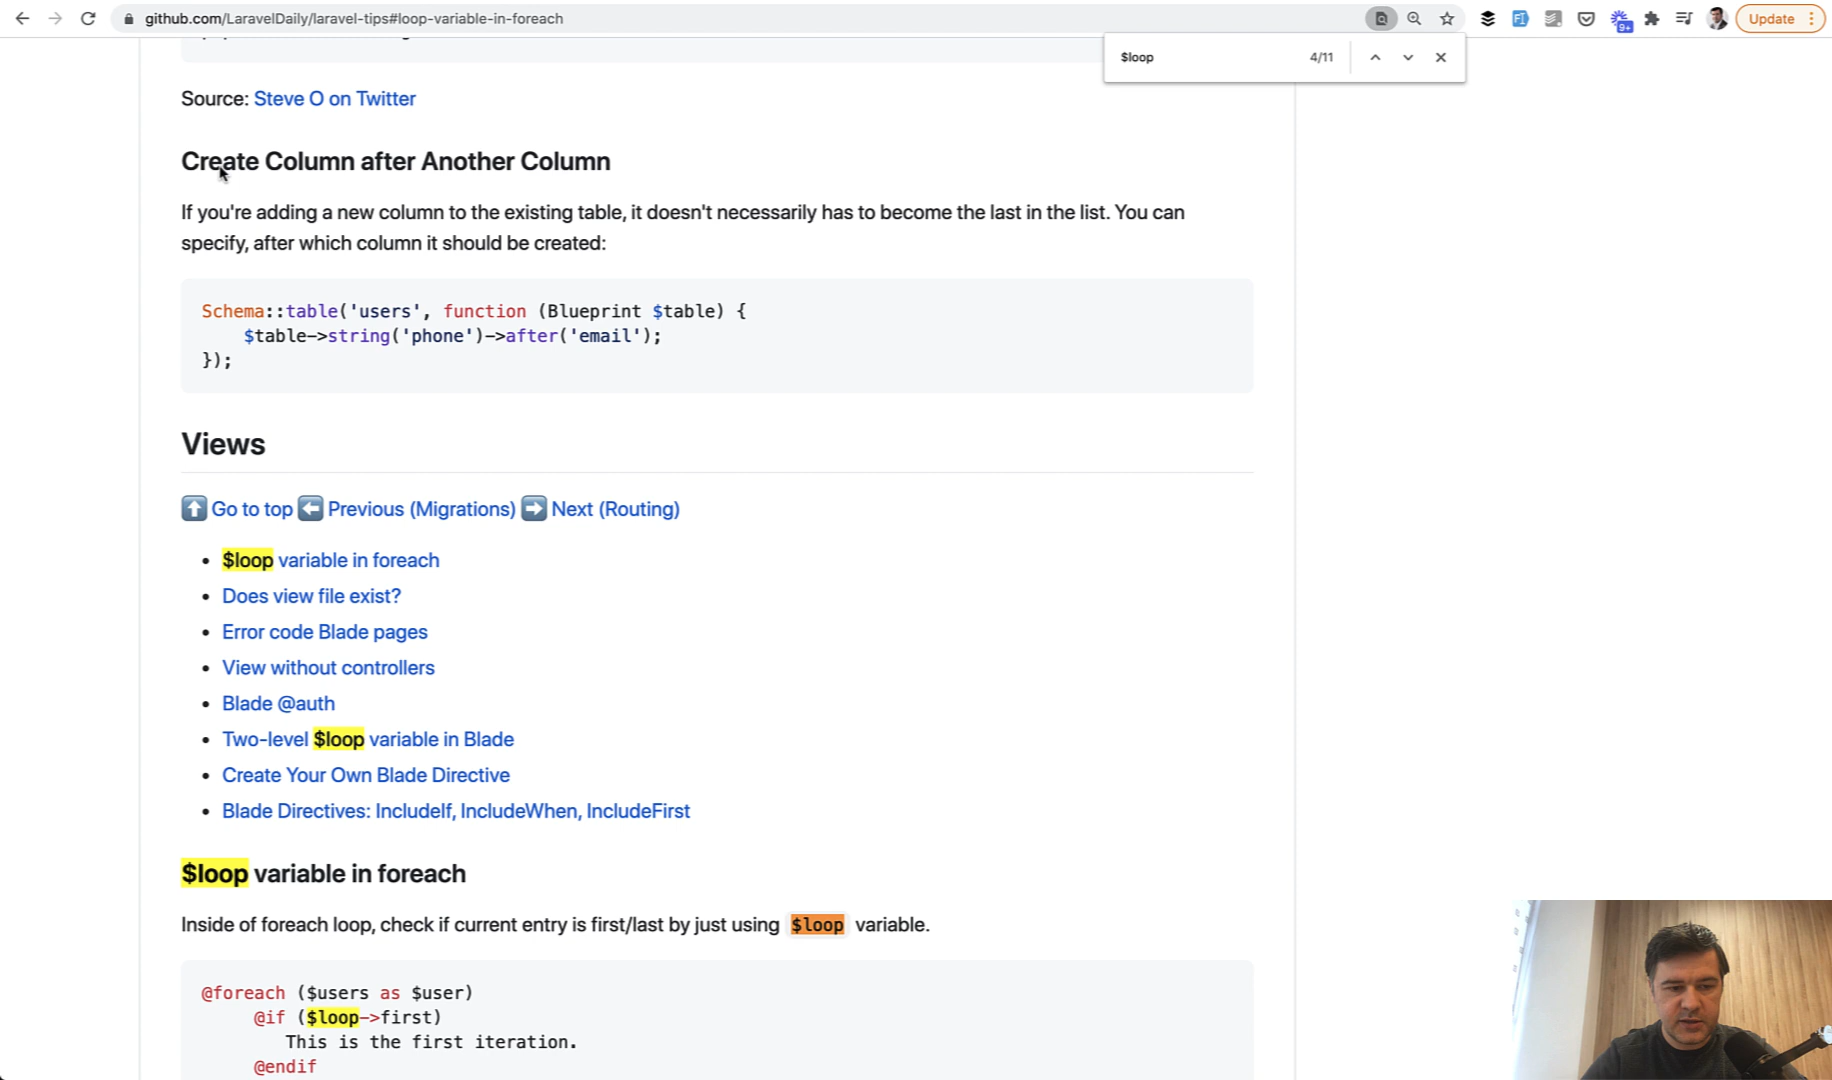 github.com/LaravelDaily/laravel-tips#loop-variable-in-foreach
Update
9+
$loop
4/11
Source: Steve O on Twitter
Create Column after Another Column
If you're adding a new column to the existing table, it doesn't necessarily has to become the last in the list. You can
specify, after which column it should be created:
Schema::table('users', function (Blueprint $table) {
$table->string('phone')->after('email');
});
Views
Go to top Previous (Migrations) Next (Routing)
$loop variable in foreach
Does view file exist?
Error code Blade pages
View without controllers
Blade @auth
Two-level $loop variable in Blade
Create Your Own Blade Directive
Blade Directives: IncludeIf, IncludeWhen, IncludeFirst
$loop variable in foreach
Inside of foreach loop, check if current entry is first/last by just using $loop variable.
@foreach ($users as $user)
@if ($loop->first)
This is the first iteration.
@endif